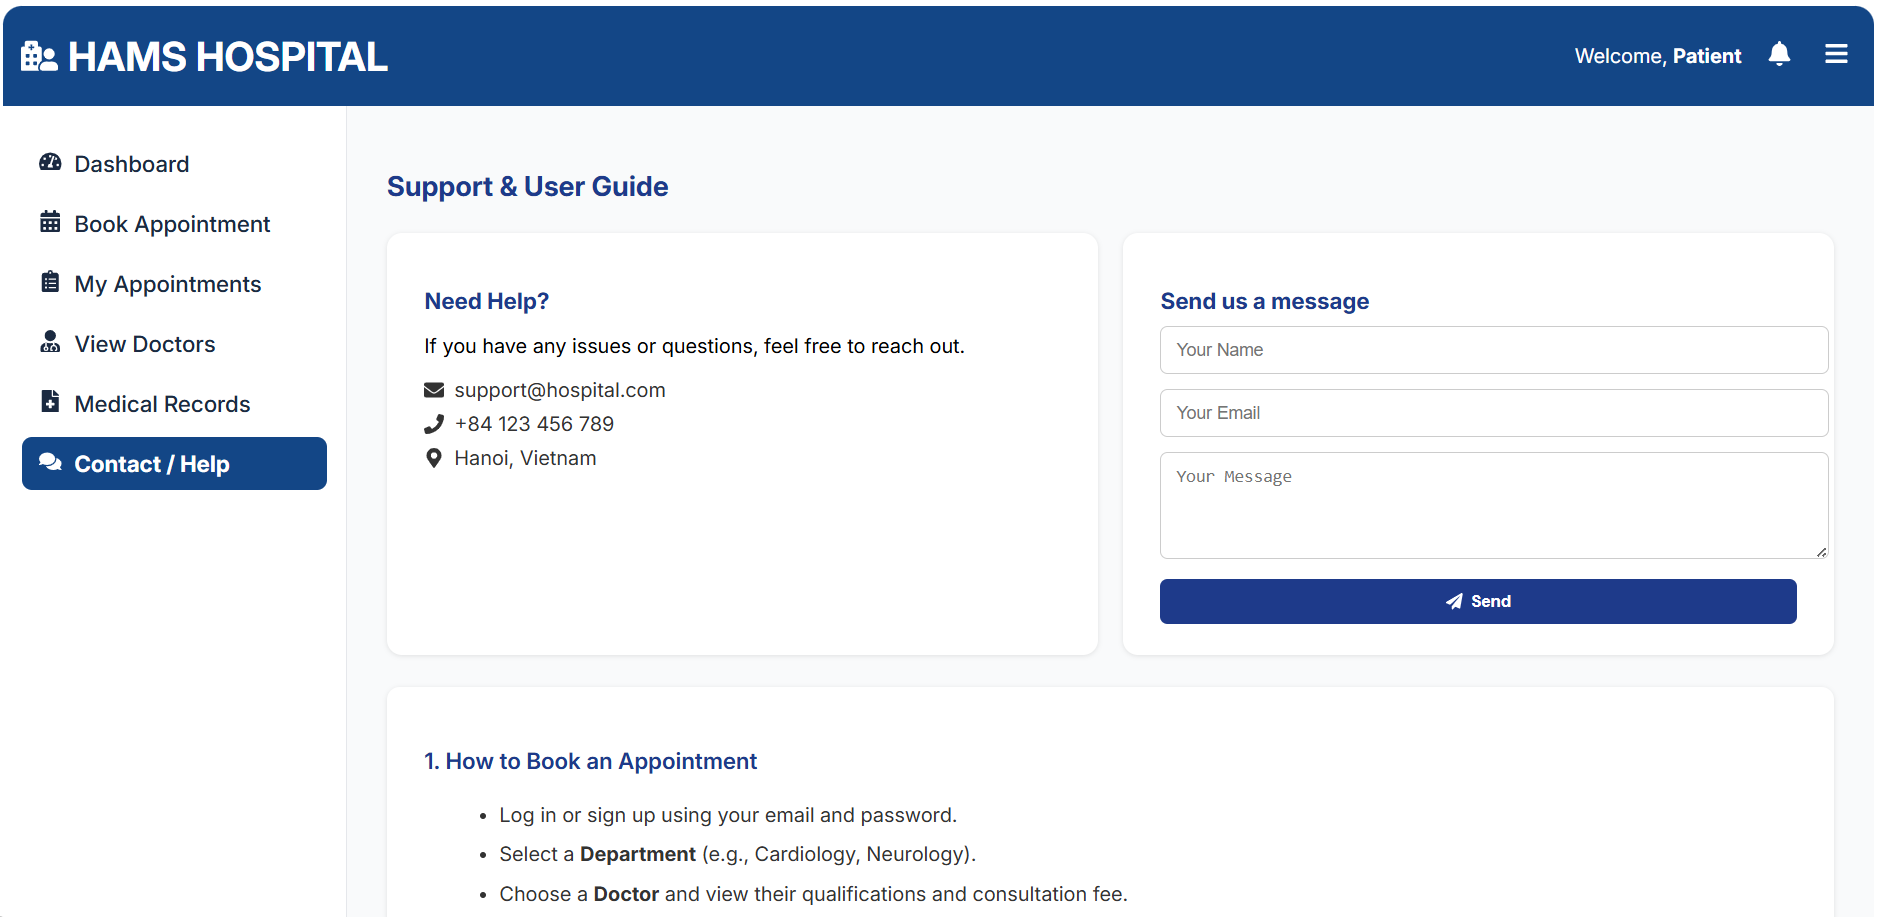 HAMS HOSPITAL
Welcome, Patient
Dashboard
Book Appointment
My Appointments
View Doctors
Medical Records
Contact / Help
Support & User Guide
Need Help?
If you have any issues or questions, feel free to reach out.
support@hospital.com
+84 123 456 789
Hanoi, Vietnam
Send us a message
Your Name
Your Email
Your Message
Send
1. How to Book an Appointment
• Log in or sign up using your email and password.
• Select a Department (e.g., Cardiology, Neurology).
• Choose a Doctor and view their qualifications and consultation fee.